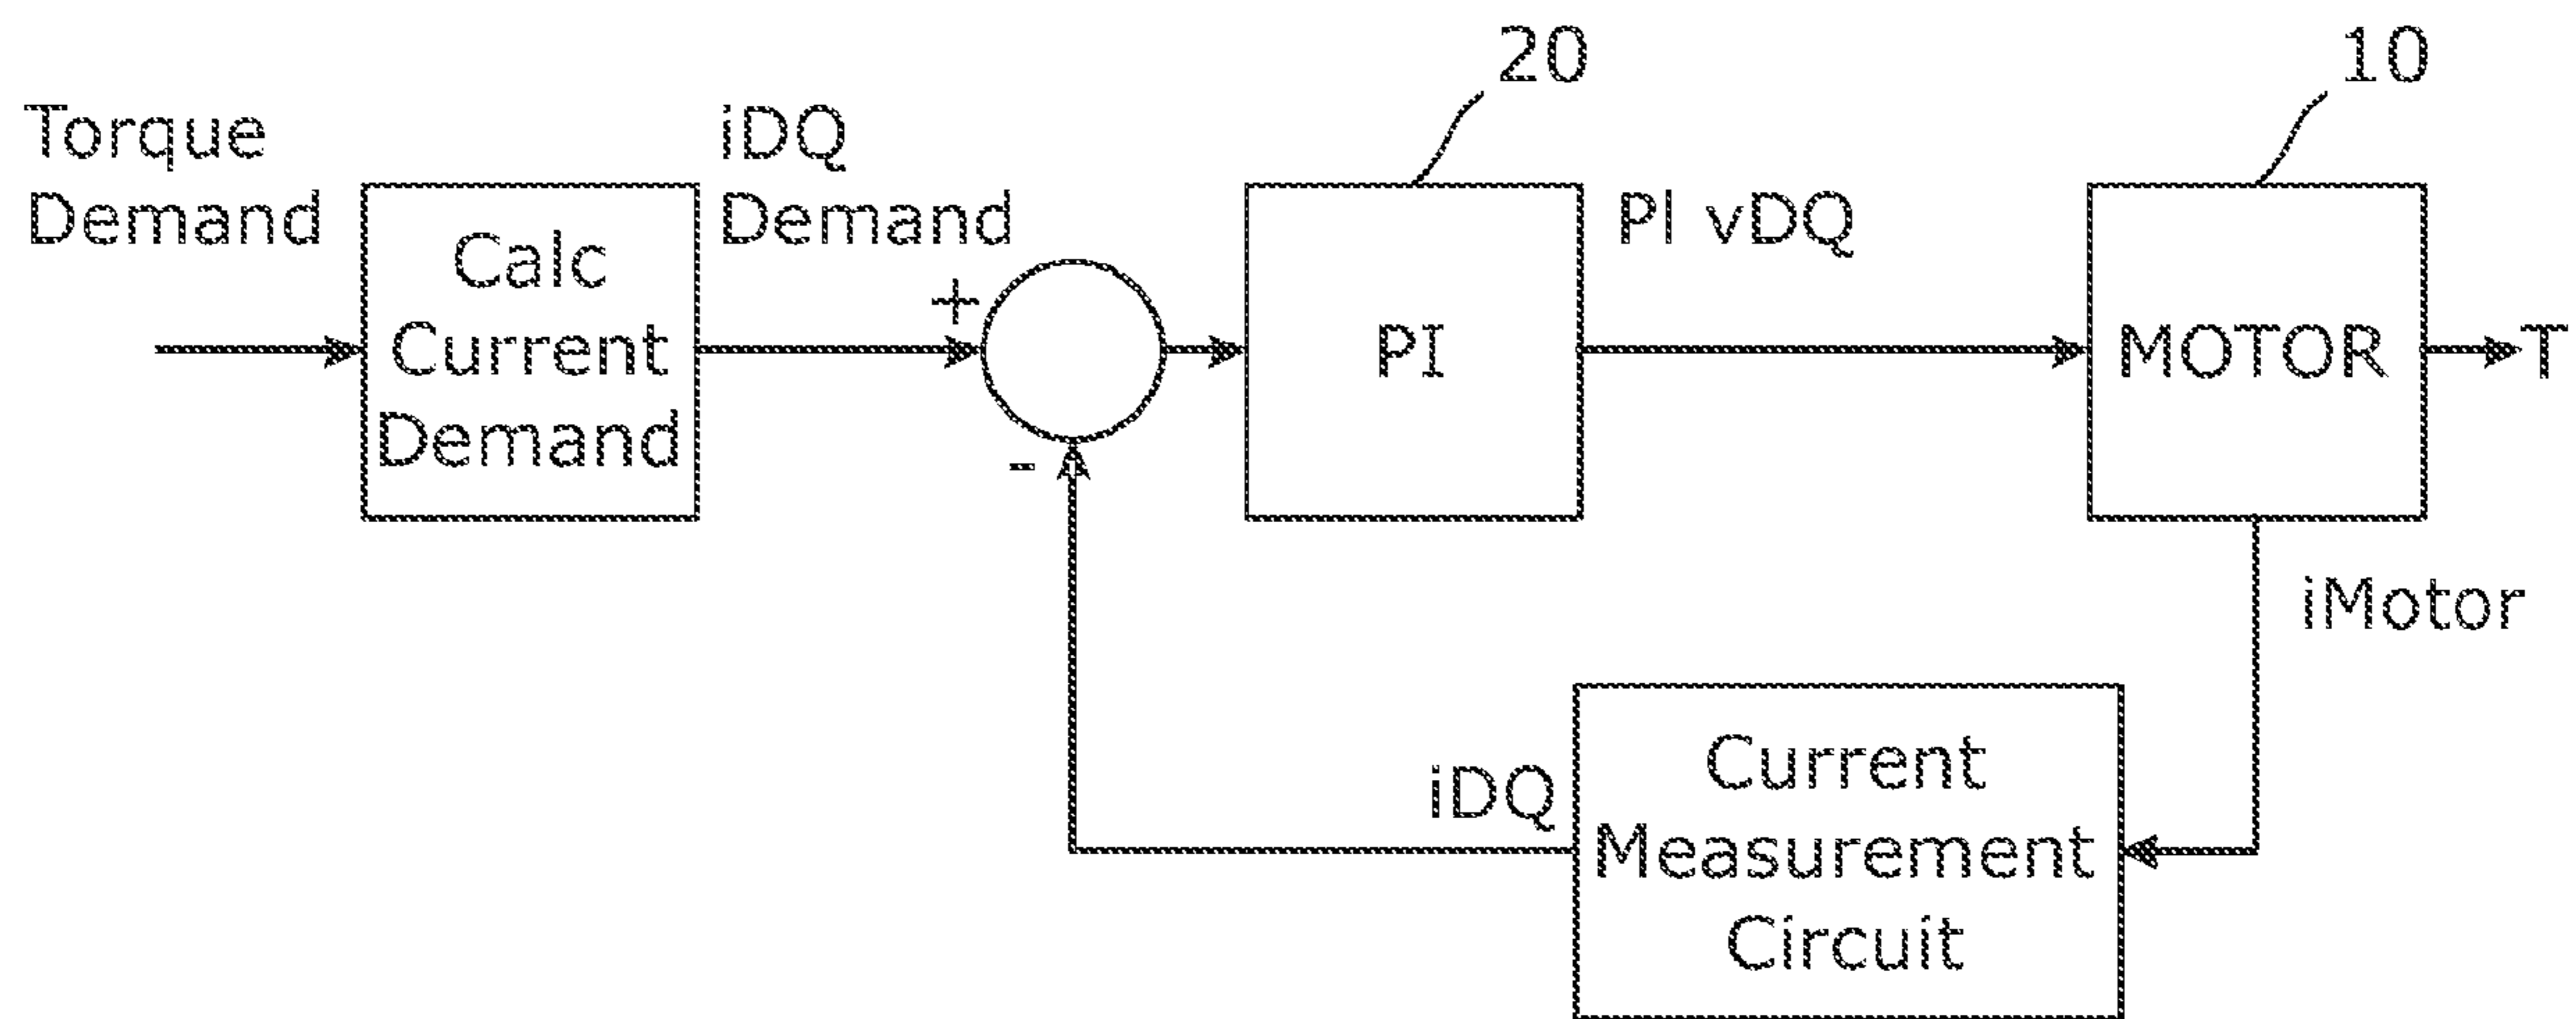 20
10
Torque
Demand
iDQ
Demand
Calc
Current
Demand
+
-
PI
PI vDQ
MOTOR
T
iMotor
iDQ
Current
Measurement
Circuit